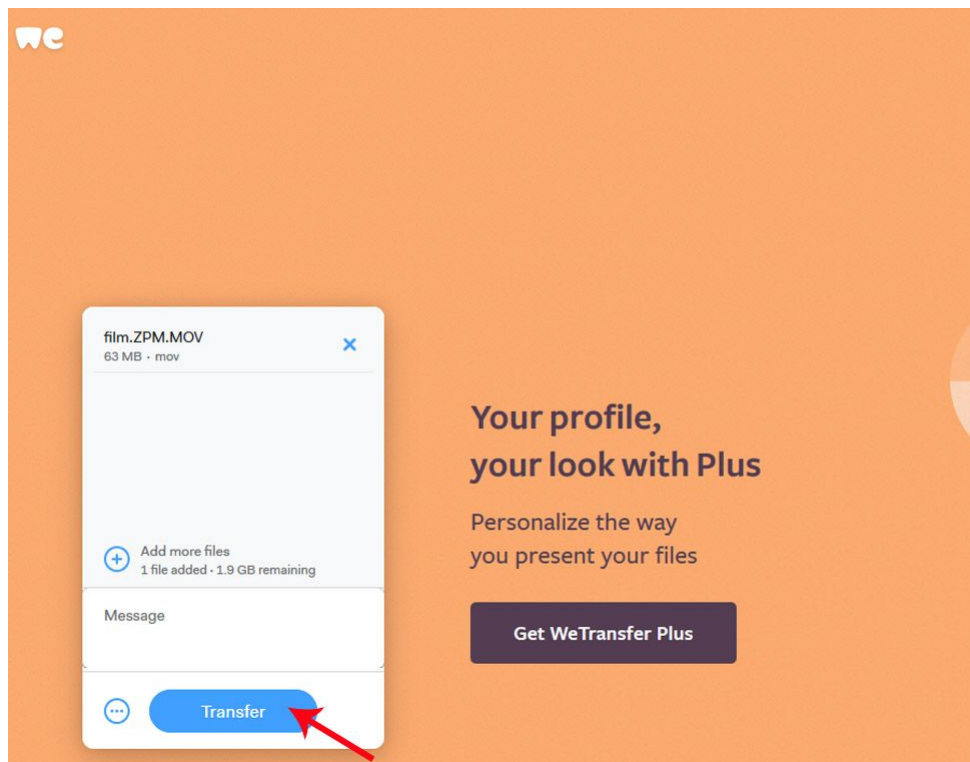 we
film.ZPM.MOV
63 MB · mov
Add more files
1 file added · 1.9 GB remaining
Message
Transfer
Your profile,
your look with Plus
Personalize the way
you present your files
Get WeTransfer Plus